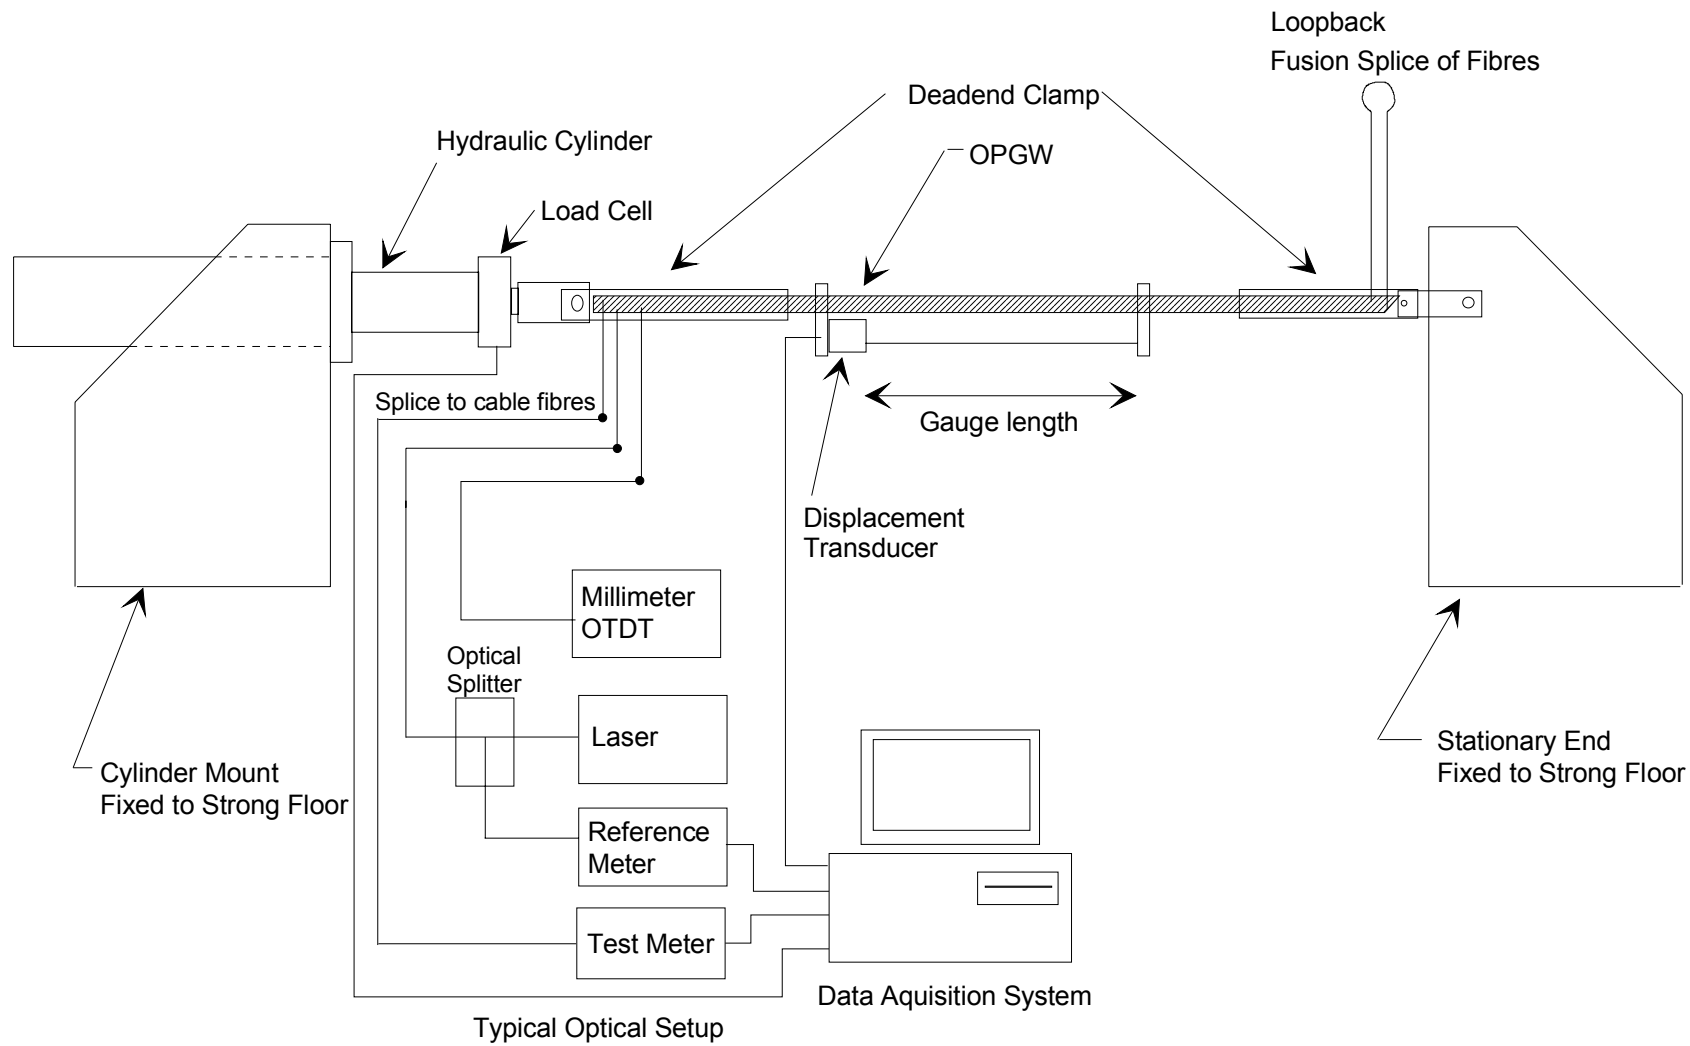 Loopback
Fusion Splice of Fibres
Deadend Clamp
Hydraulic Cylinder
OPGW
Load Cell
Splice to cable fibres
Gauge length
Displacement
Transducer
Millimeter
OTDT
Optical
Splitter
Laser
Stationary End
Fixed to Strong Floor
Cylinder Mount
Fixed to Strong Floor
Reference
Meter
Test Meter
Data Aquisition System
Typical Optical Setup